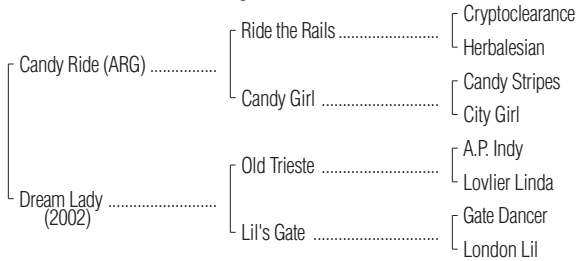 Cryptoclearance
Ride the Rails ........................
Herbalesian
Candy Ride (ARG) ................
Candy Stripes
Candy Girl ............................
City Girl
A.P. Indy
Old Trieste ............................
Lovlier Linda
Dream Lady ..........................
(2002)
Gate Dancer
Lil's Gate ..............................
London Lil